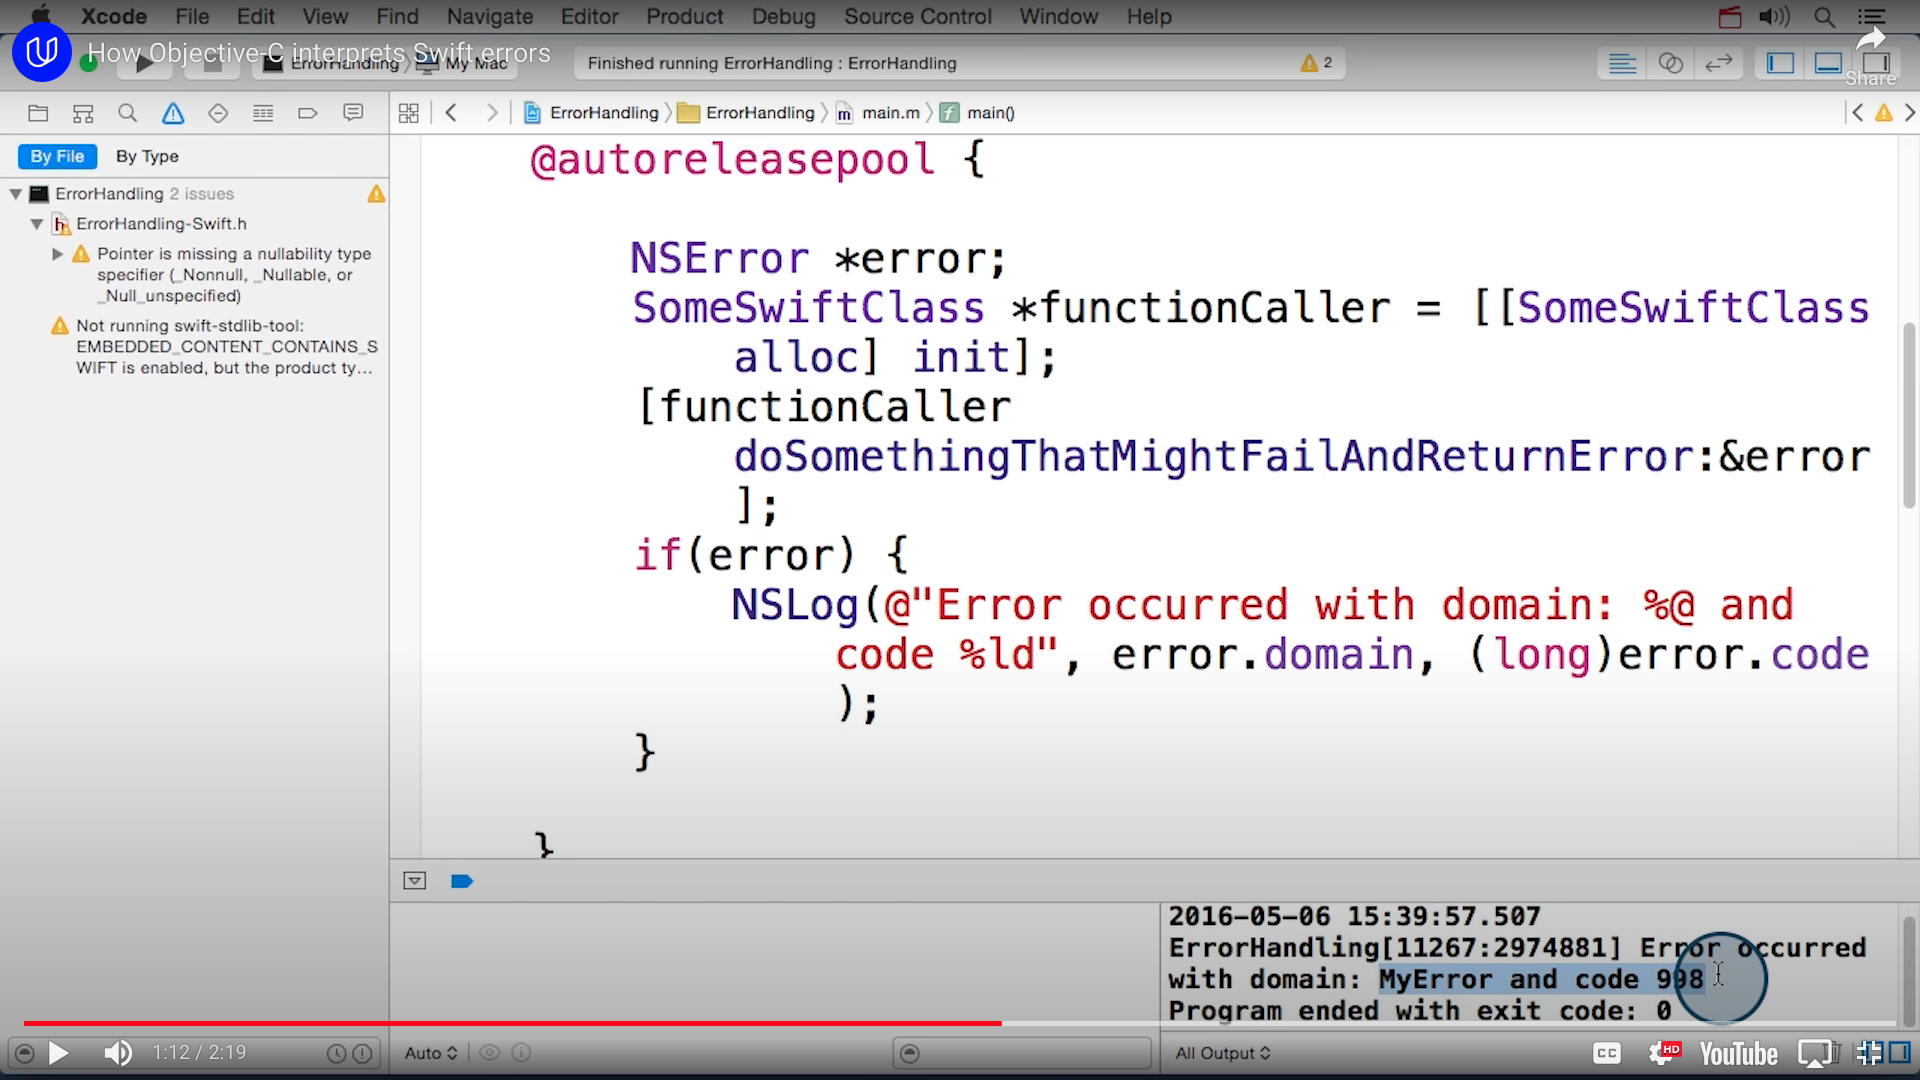 Xcode File Edit View Find Navigate Editor Product Debug Source Control Window Help
How Objective-C interprets Swift errors
ErrorHandling My Mac
Finished running ErrorHandling : ErrorHandling
2
Share
ErrorHandling ErrorHandling main.m main()
By File By Type
ErrorHandling 2 issues
ErrorHandling-Swift.h
Pointer is missing a nullability type
specifier (_Nonnull, _Nullable, or
_Null_unspecified)
Not running swift-stdlib-tool:
EMBEDDED_CONTENT_CONTAINS_S
WIFT is enabled, but the product ty...
@autoreleasepool {
NSError *error;
SomeSwiftClass *functionCaller = [[SomeSwiftClass
alloc] init];
[functionCaller
doSomethingThatMightFailAndReturnError:&error
];
if(error) {
NSLog(@"Error occurred with domain: %@ and
code %ld", error.domain, (long)error.code
);
}
}
2016-05-06 15:39:57.507
ErrorHandling[11267:2974881] Error occurred
with domain: MyError and code 998
Program ended with exit code: 0
1:12 / 2:19
Auto
All Output
CC
HD
YouTube